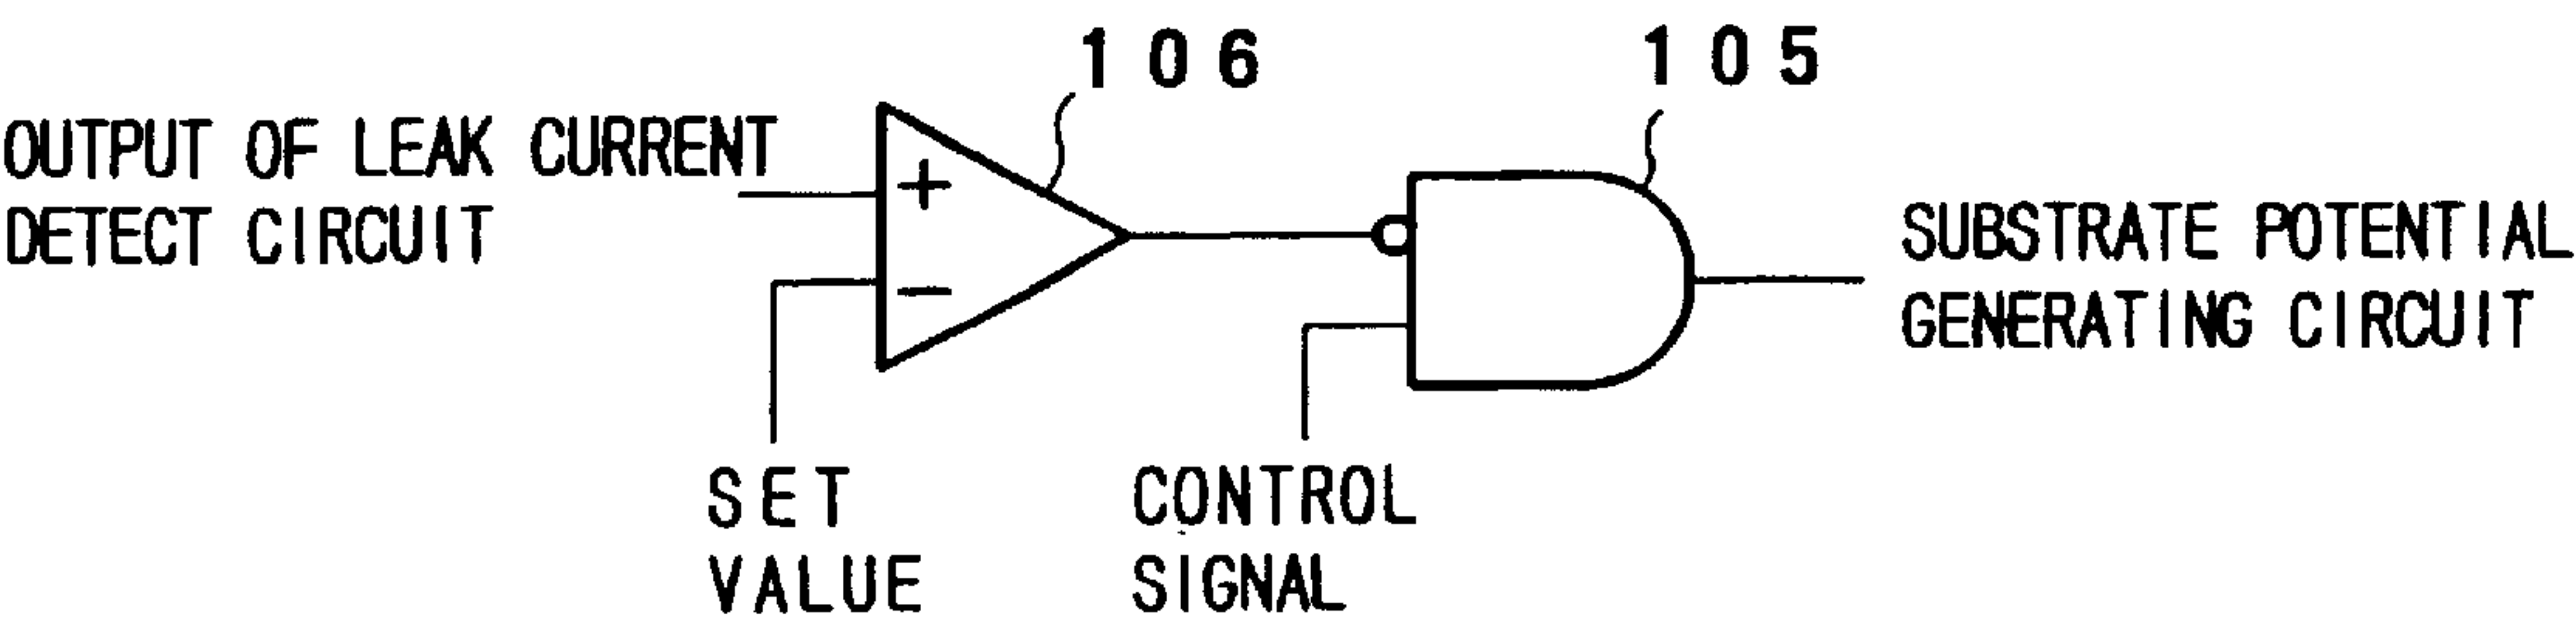 106
105
OUTPUT OF LEAK CURRENT
DETECT CIRCUIT
+
−
SUBSTRATE POTENTIAL
GENERATING CIRCUIT
SET
VALUE
CONTROL
SIGNAL